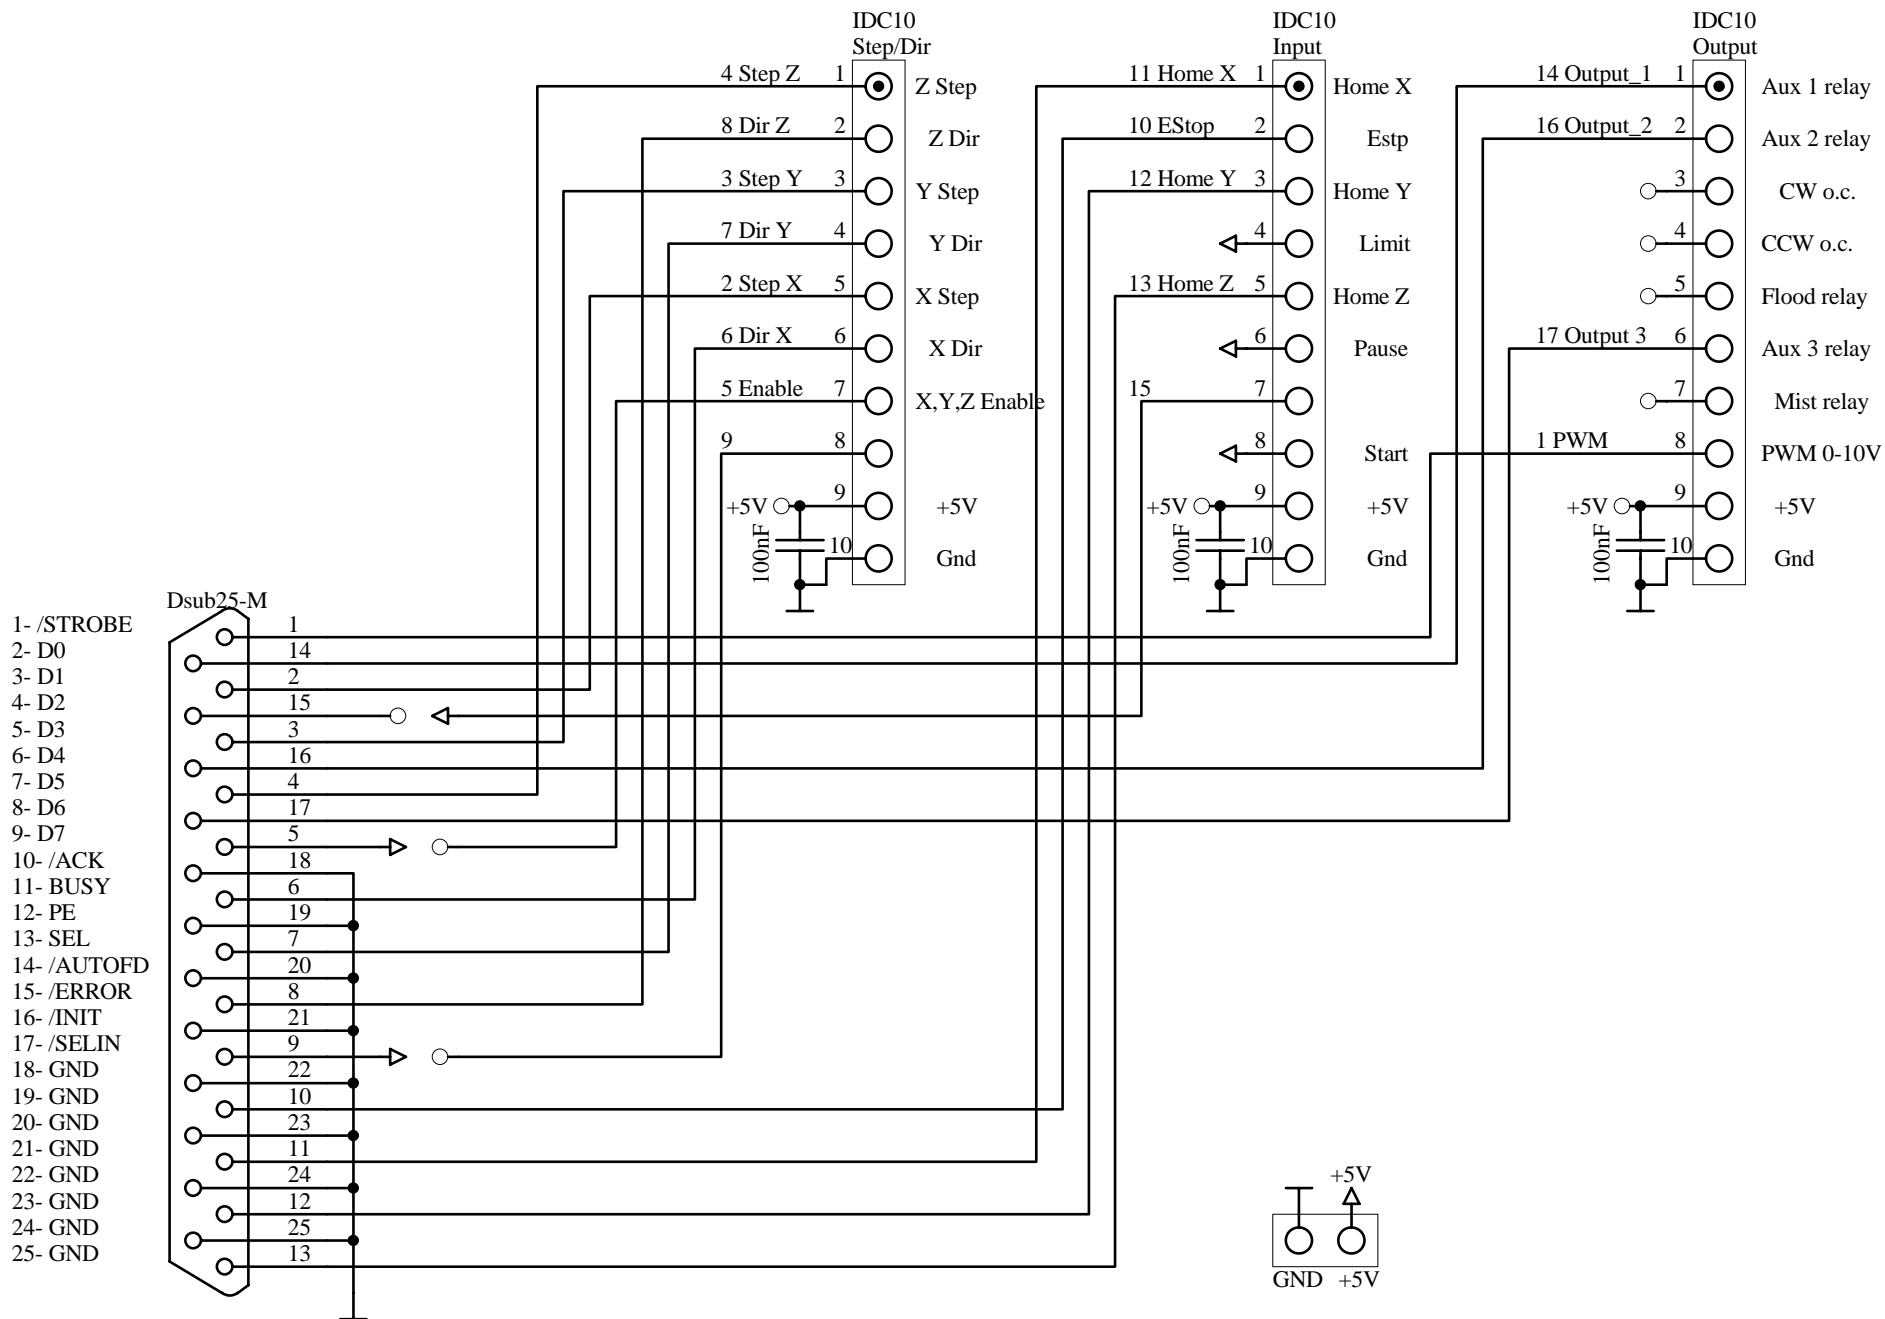 IDC10
Step/Dir
4 Step Z 1 Z Step
8 Dir Z 2 Z Dir
3 Step Y 3 Y Step
7 Dir Y 4 Y Dir
2 Step X 5 X Step
6 Dir X 6 X Dir
5 Enable 7 X,Y,Z Enable
9 8
+5V 9 +5V
100nF
10 Gnd
IDC10
Input
11 Home X 1 Home X
10 EStop 2 Estp
12 Home Y 3 Home Y
4 Limit
13 Home Z 5 Home Z
6 Pause
15 7
8 Start
+5V 9 +5V
100nF
10 Gnd
IDC10
Output
14 Output_1 1 Aux 1 relay
16 Output_2 2 Aux 2 relay
3 CW o.c.
4 CCW o.c.
5 Flood relay
17 Output 3 6 Aux 3 relay
7 Mist relay
1 PWM 8 PWM 0-10V
+5V 9 +5V
100nF
10 Gnd
Dsub25-M
1- /STROBE
2- D0
3- D1
4- D2
5- D3
6- D4
7- D5
8- D6
9- D7
10- /ACK
11- BUSY
12- PE
13- SEL
14- /AUTOFD
15- /ERROR
16- /INIT
17- /SELIN
18- GND
19- GND
20- GND
21- GND
22- GND
23- GND
24- GND
25- GND
1
14
2
15
3
16
4
17
5
18
6
19
7
20
8
21
9
22
10
23
11
24
12
25
13
+5V
GND +5V